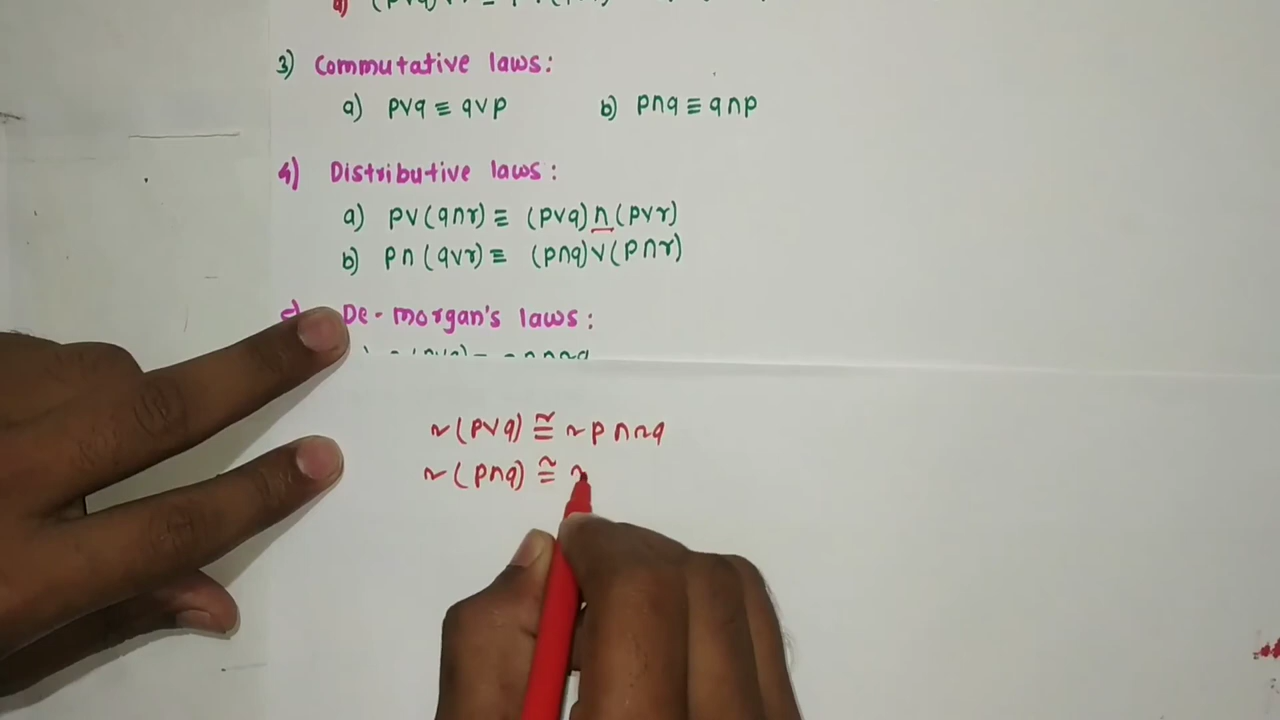 3) Commutative laws:
a) p∨q ≡ q∨p b) p∩q ≡ q∩p
4) Distributive laws:
a) p∨(q∩r) ≡ (p∨q)∩(p∨r)
b) p∩(q∨r) ≡ (p∩q)∨(p∩r)
De-morgan's laws:
~(p∨q) ≅ ~p∩~q
~(p∩q) ≅ ~